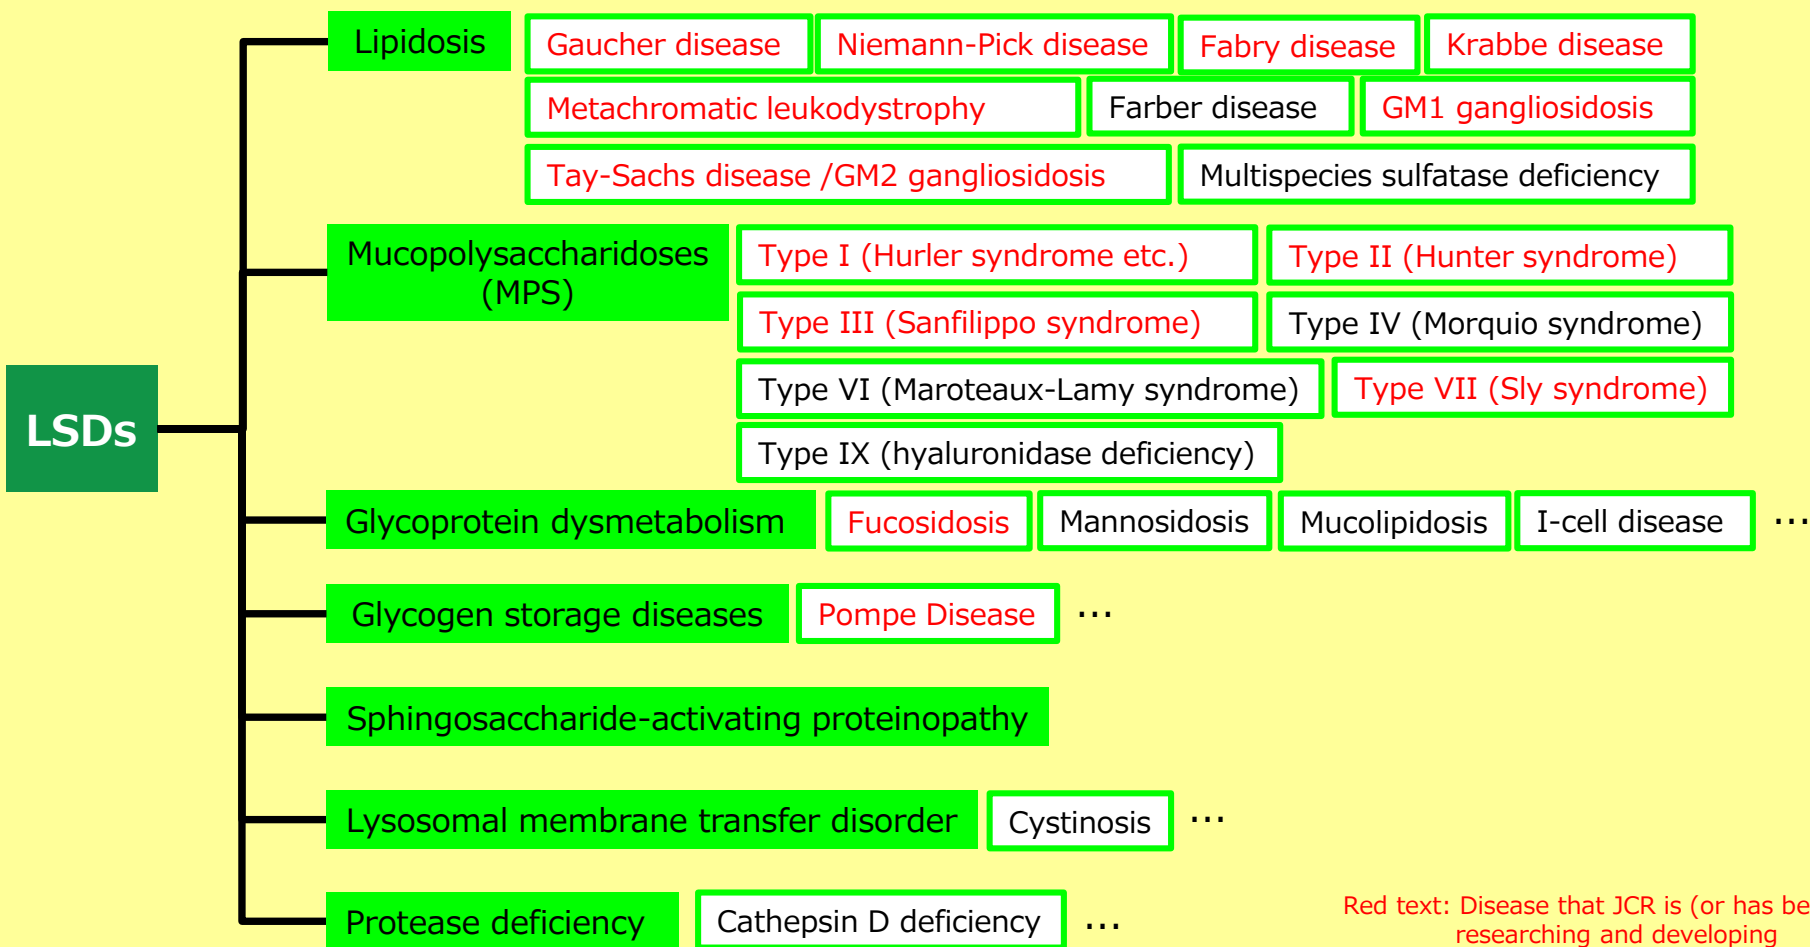 Lipidosis
Gaucher disease
Niemann-Pick disease
Fabry disease
Krabbe disease
Metachromatic leukodystrophy
Farber disease
GM1 gangliosidosis
Tay-Sachs disease /GM2 gangliosidosis
Multispecies sulfatase deficiency
Mucopolysaccharidoses
(MPS)
Type I (Hurler syndrome etc.)
Type II (Hunter syndrome)
Type III (Sanfilippo syndrome)
Type IV (Morquio syndrome)
Type VI (Maroteaux-Lamy syndrome)
Type VII (Sly syndrome)
Type IX (hyaluronidase deficiency)
LSDs
Glycoprotein dysmetabolism
Fucosidosis
Mannosidosis
Mucolipidosis
I-cell disease
…
Glycogen storage diseases
Pompe Disease
…
Sphingosaccharide-activating proteinopathy
Lysosomal membrane transfer disorder
Cystinosis
…
Protease deficiency
Cathepsin D deficiency
…
Red text: Disease that JCR is (or has be
researching and developing